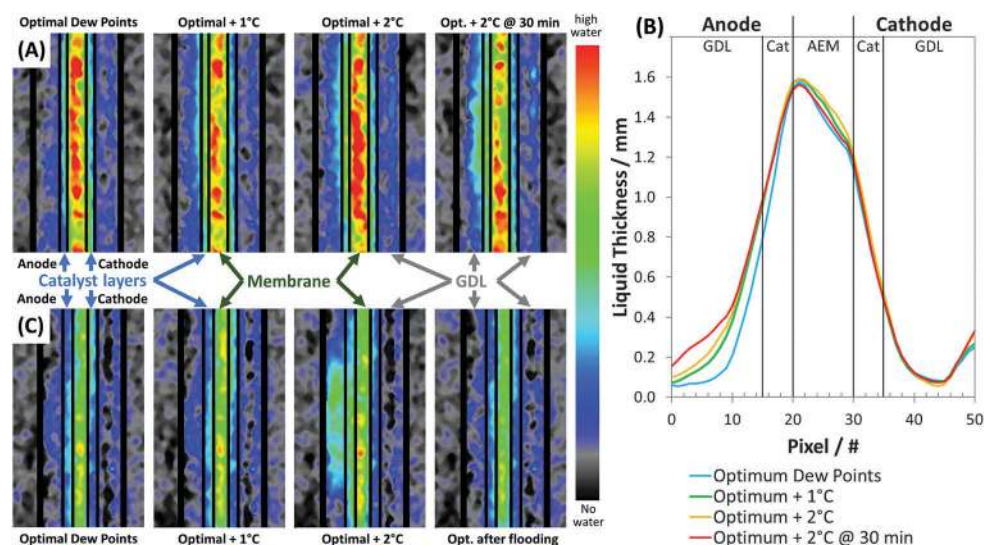 Optimal Dew Points
Optimal + 1°C
Optimal + 2°C
Opt. + 2°C @ 30 min
high
water
(A)
Anode
Cathode
Catalyst layers
Membrane
GDL
Anode
Cathode
(C)
No
water
Optimal Dew Points
Optimal + 1°C
Optimal + 2°C
Opt. after flooding
(B)
Anode
Cathode
GDL
Cat
AEM
Cat
GDL
Liquid Thickness / mm
1.6
1.4
1.2
1.0
0.8
0.6
0.4
0.2
0.0
0
10
20
30
40
50
Pixel / #
Optimum Dew Points
Optimum + 1°C
Optimum + 2°C
Optimum + 2°C @ 30 min